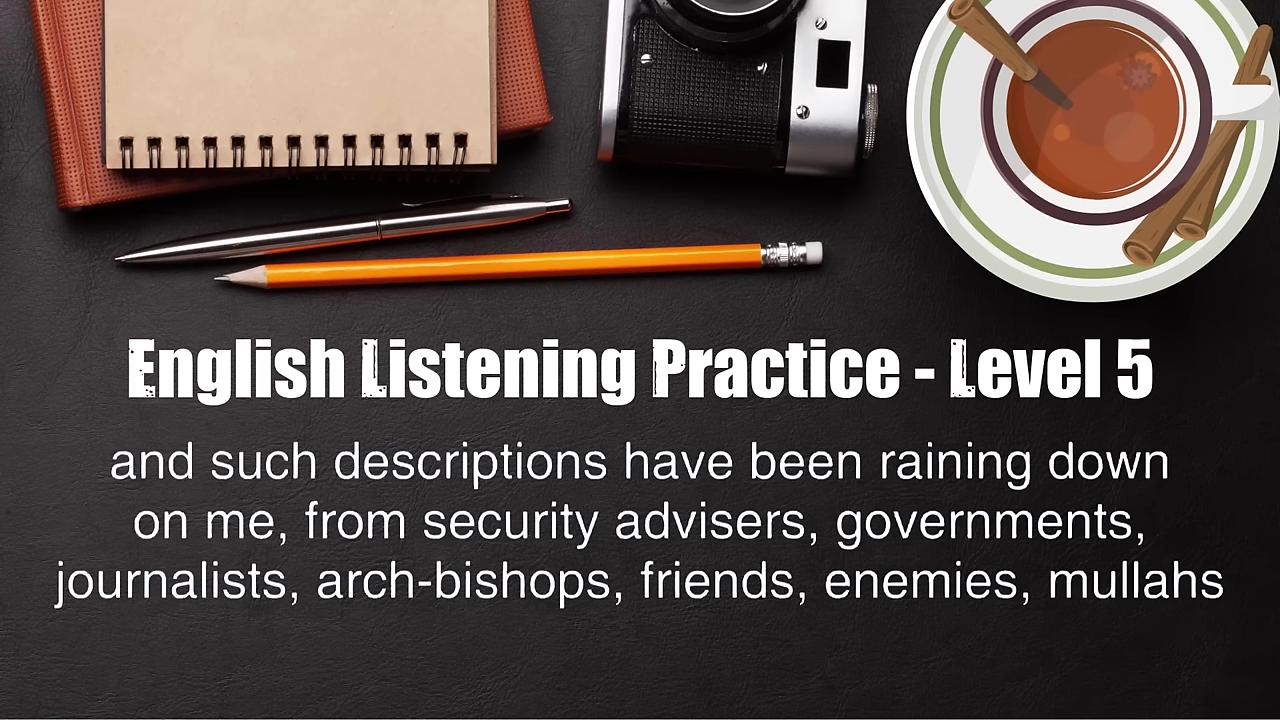 English Listening Practice - Level 5
and such descriptions have been raining down
on me, from security advisers, governments,
journalists, arch-bishops, friends, enemies, mullahs